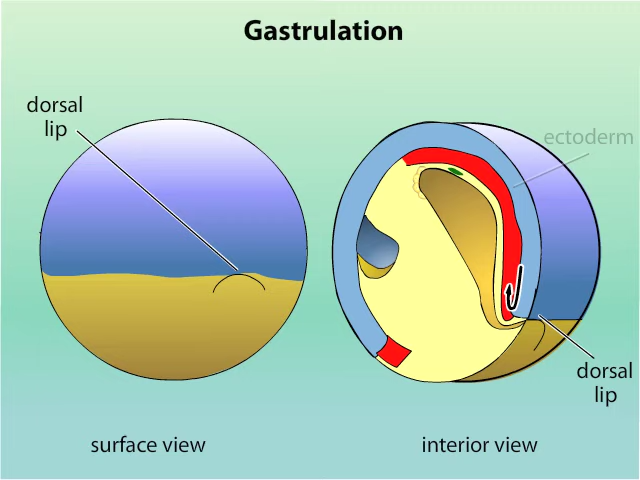 Gastrulation
dorsal
lip
ectoderm
dorsal
lip
surface view
interior view